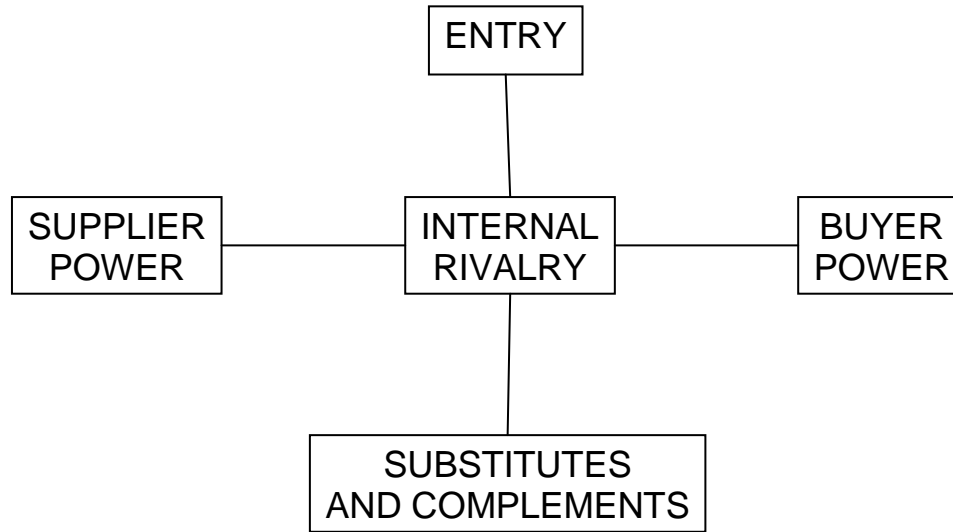 ENTRY
SUPPLIER
POWER
INTERNAL
RIVALRY
BUYER
POWER
SUBSTITUTES
AND COMPLEMENTS